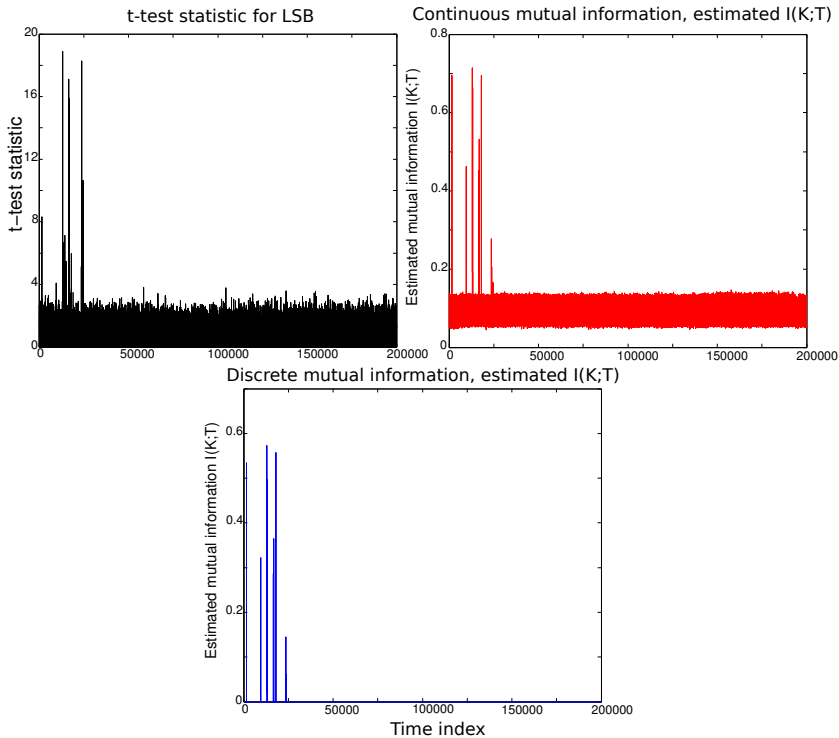 t-test statistic for LSB
t-test statistic
20
16
12
8
4
0
0 50000 100000 150000 200000
Continuous mutual information, estimated I(K;T)
Estimated mutual information I(K;T)
0.8
0.6
0.4
0.2
0
0 50000 100000 150000 200000
Discrete mutual information, estimated I(K;T)
Estimated mutual information I(K;T)
0.6
0.4
0.2
0
0 50000 100000 150000 200000
Time index